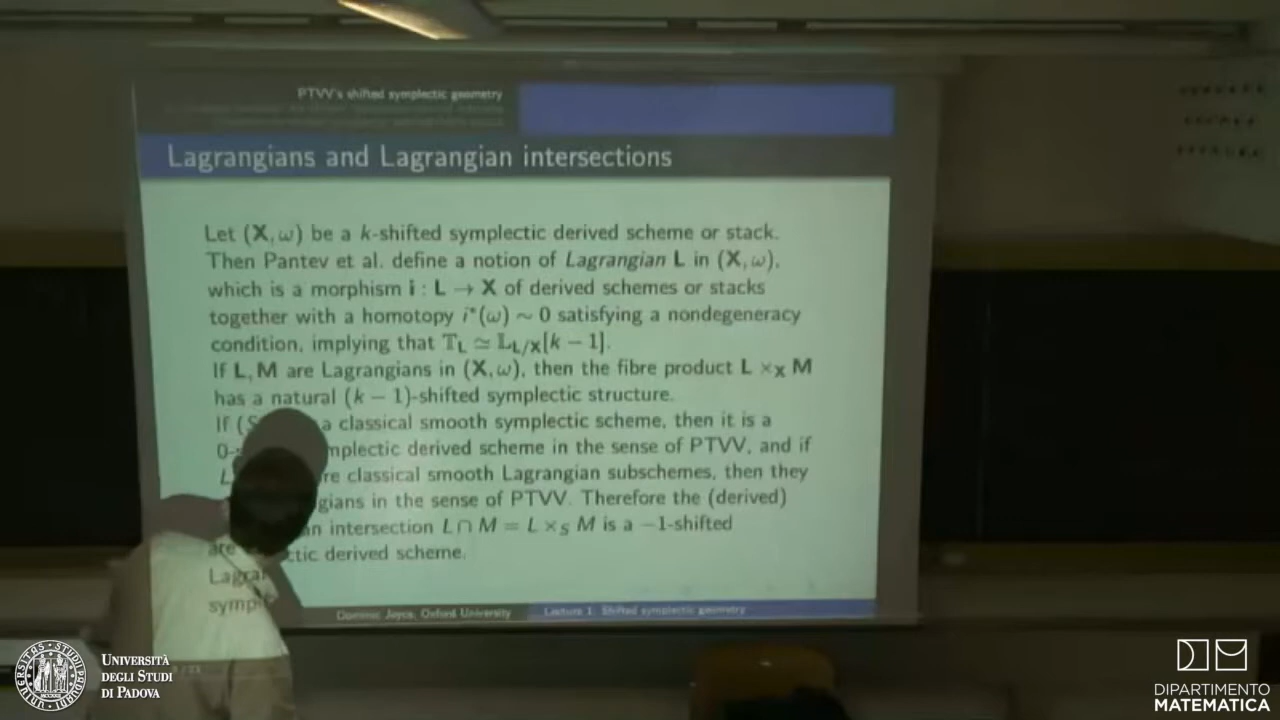 PTVV's shifted symplectic geometry
Lagrangians and Lagrangian intersections
Let (X, ω) be a k-shifted symplectic derived scheme or stack.
Then Pantev et al. define a notion of Lagrangian L in (X, ω),
which is a morphism i : L → X of derived schemes or stacks
together with a homotopy i*(ω) ∼ 0 satisfying a nondegeneracy
condition, implying that 𝕋_L ≃ 𝕃_L/X[k − 1].
If L, M are Lagrangians in (X, ω), then the fibre product L ×_X M
has a natural (k − 1)-shifted symplectic structure.
If (S a classical smooth symplectic scheme, then it is a
0- mplectic derived scheme in the sense of PTVV, and if
L re classical smooth Lagrangian subschemes, then they
are gians in the sense of PTVV. Therefore the (derived)
Lagra n intersection L ∩ M = L ×_S M is a −1-shifted
symp ctic derived scheme.
Dominic Joyce, Oxford University
Lecture 1: Shifted symplectic geometry
/ 21
UNIVERSITÀ
DEGLI STUDI
DI PADOVA
DIPARTIMENTO
MATEMATICA